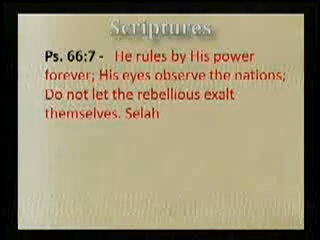 Scriptures
Ps. 66:7 - He rules by His power
forever; His eyes observe the nations;
Do not let the rebellious exalt
themselves. Selah